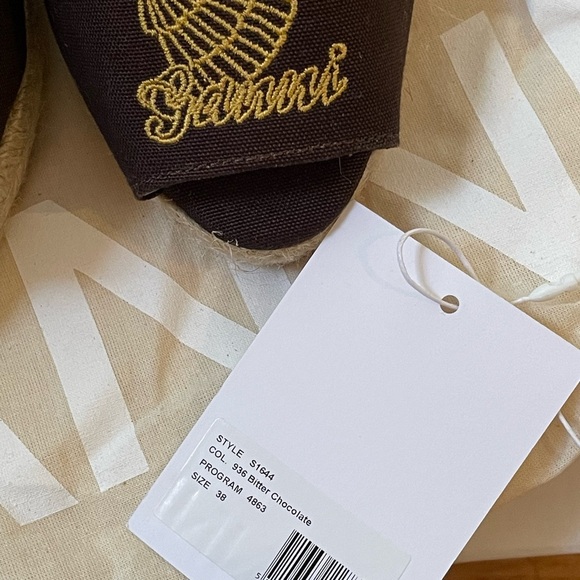 Ganni
STYLE S1644
COL. 936 Bitter Chocolate
PROGRAM 4863
SIZE 38